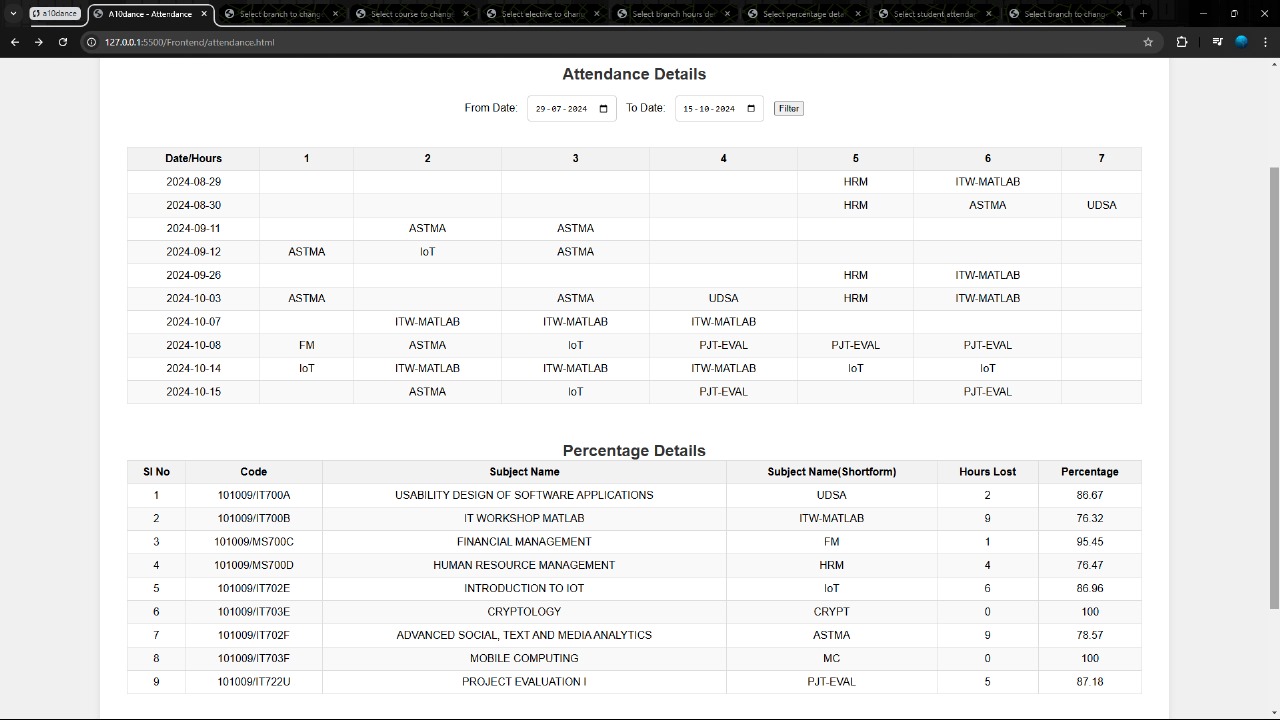 a10dance
A10dance - Attendance
Select branch to chang
Select course to chang
Select elective to chan
Select branch hours de
Select percentage deta
Select student attendan
Select branch to chang
127.0.0.1:5500/Frontend/attendance.html
Attendance Details
From Date: 29-07-2024 To Date: 15-10-2024 Filter
Date/Hours 1 2 3 4 5 6 7
2024-08-29 HRM ITW-MATLAB
2024-08-30 HRM ASTMA UDSA
2024-09-11 ASTMA ASTMA
2024-09-12 ASTMA IoT ASTMA
2024-09-26 HRM ITW-MATLAB
2024-10-03 ASTMA ASTMA UDSA HRM ITW-MATLAB
2024-10-07 ITW-MATLAB ITW-MATLAB ITW-MATLAB
2024-10-08 FM ASTMA IoT PJT-EVAL PJT-EVAL PJT-EVAL
2024-10-14 IoT ITW-MATLAB ITW-MATLAB ITW-MATLAB IoT IoT
2024-10-15 ASTMA IoT PJT-EVAL PJT-EVAL
Percentage Details
Sl No Code Subject Name Subject Name(Shortform) Hours Lost Percentage
1 101009/IT700A USABILITY DESIGN OF SOFTWARE APPLICATIONS UDSA 2 86.67
2 101009/IT700B IT WORKSHOP MATLAB ITW-MATLAB 9 76.32
3 101009/MS700C FINANCIAL MANAGEMENT FM 1 95.45
4 101009/MS700D HUMAN RESOURCE MANAGEMENT HRM 4 76.47
5 101009/IT702E INTRODUCTION TO IOT IoT 6 86.96
6 101009/IT703E CRYPTOLOGY CRYPT 0 100
7 101009/IT702F ADVANCED SOCIAL, TEXT AND MEDIA ANALYTICS ASTMA 9 78.57
8 101009/IT703F MOBILE COMPUTING MC 0 100
9 101009/IT722U PROJECT EVALUATION I PJT-EVAL 5 87.18